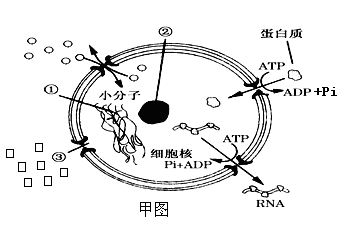 ②
蛋白质
ATP
ADP+Pi
①
小分子
ATP
细胞核
Pi+ADP
③
RNA
甲图